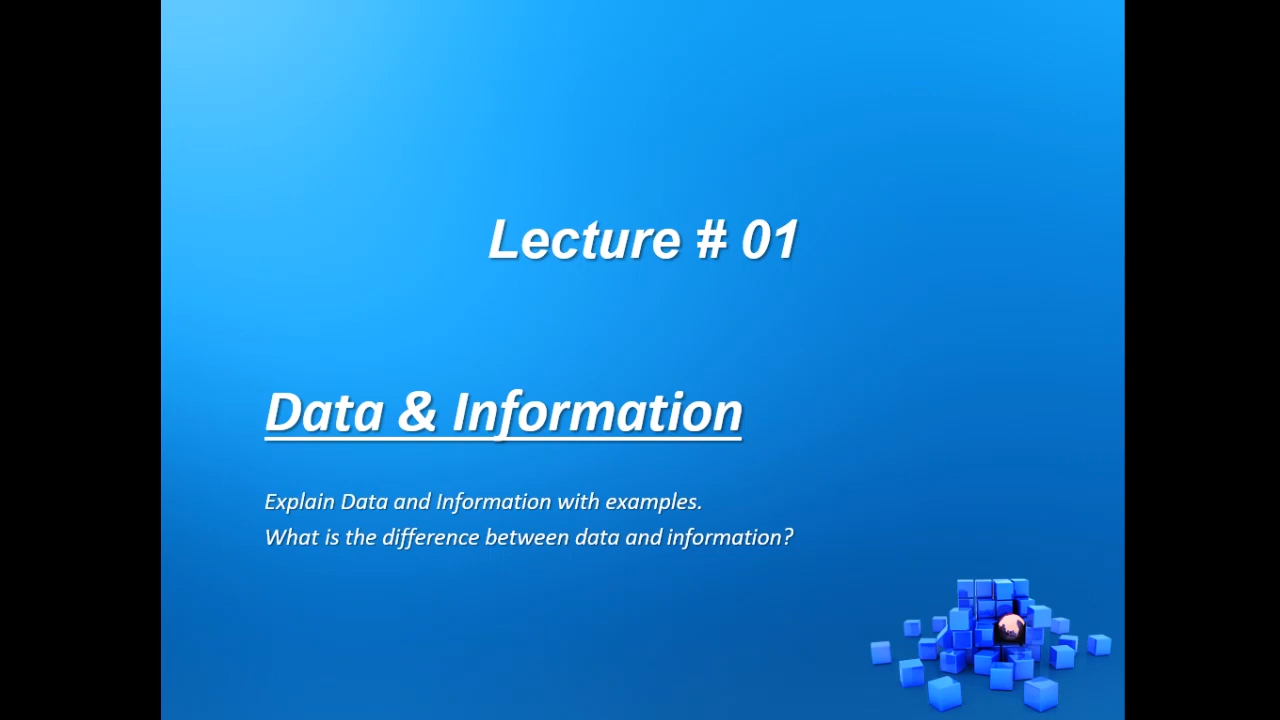 Lecture # 01
Data & Information
Explain Data and Information with examples.
What is the difference between data and information?